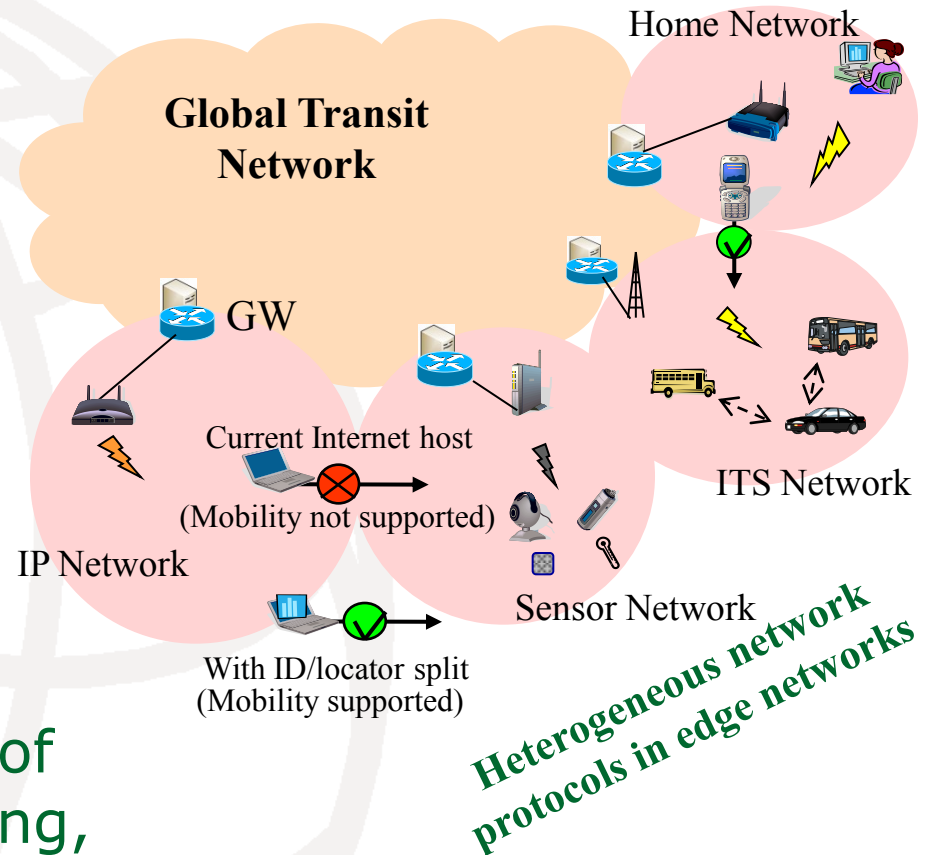 Home Network
Global Transit
Network
GW
Current Internet host
(Mobility not supported)
ITS Network
IP Network
Sensor Network
With ID/locator split
(Mobility supported)
Heterogeneous network
protocols in edge networks
of
ng,